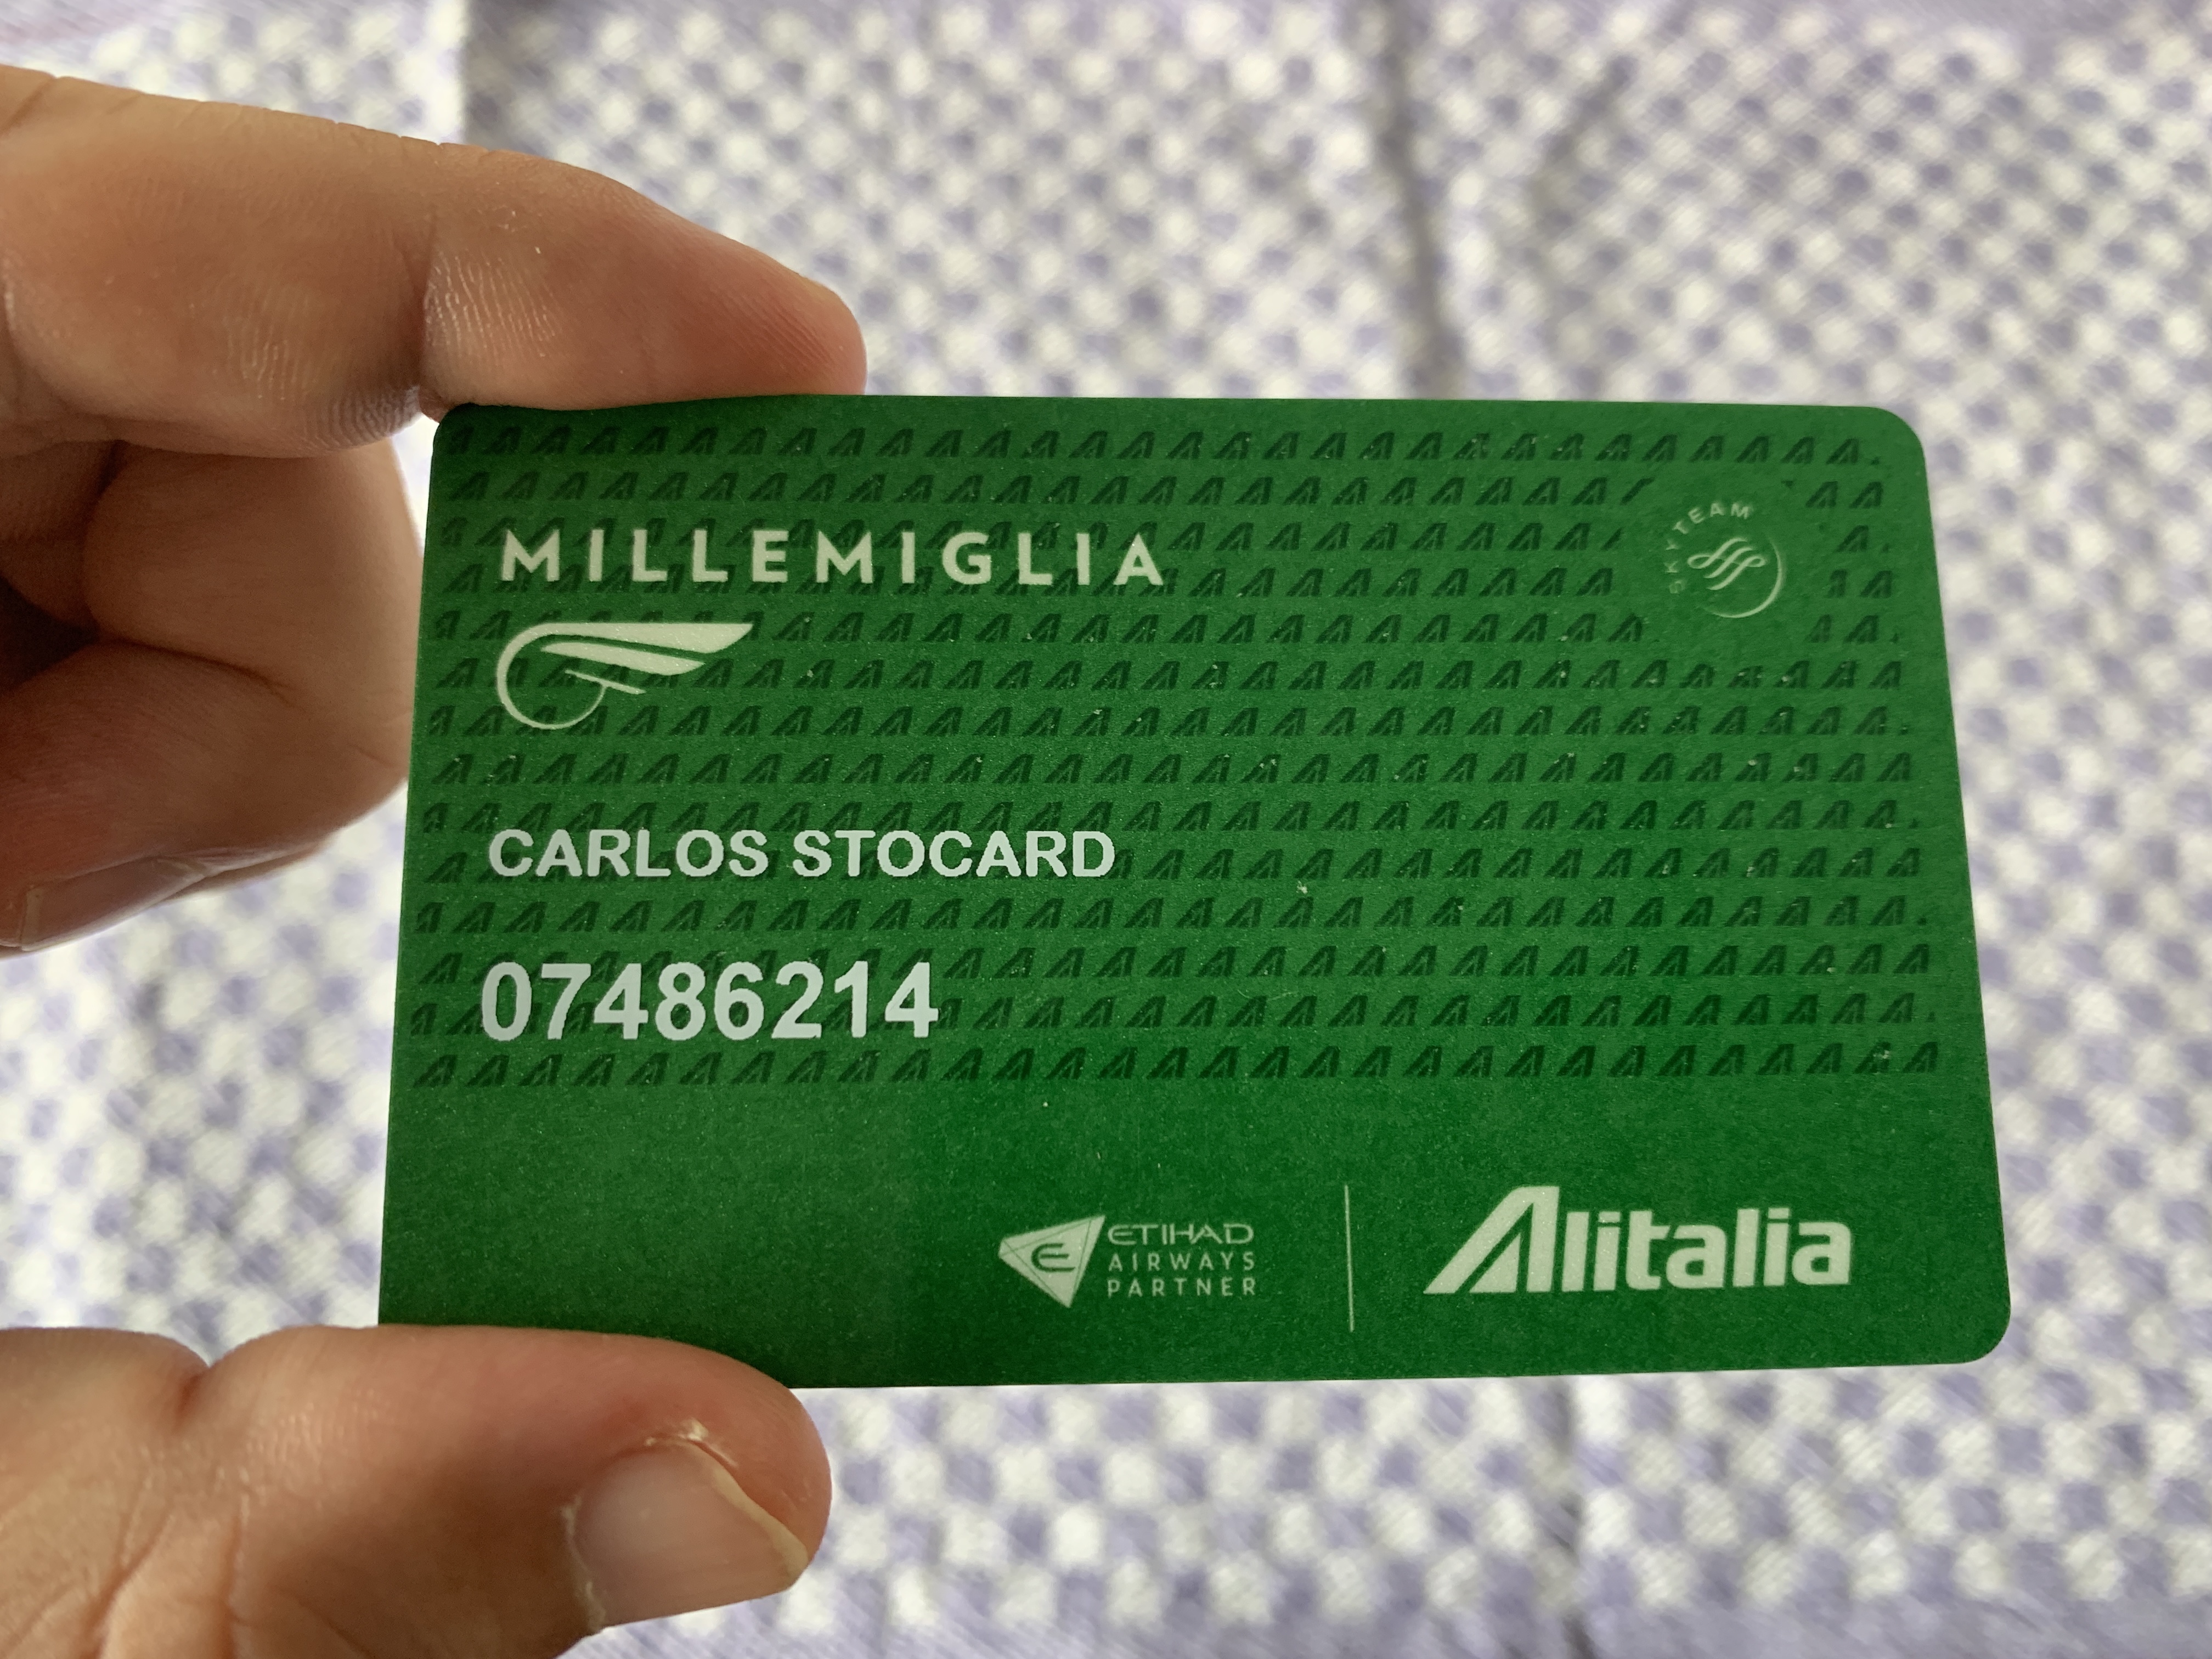 MILLEMIGLIA
SKYTEAM
CARLOS STOCARD
07486214
ETIHAD
AIRWAYS
PARTNER
Alitalia